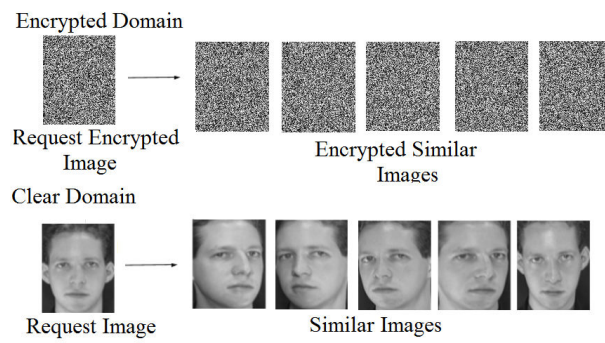 Encrypted Domain
Request Encrypted
Image
Encrypted Similar
Images
Clear Domain
Request Image
Similar Images